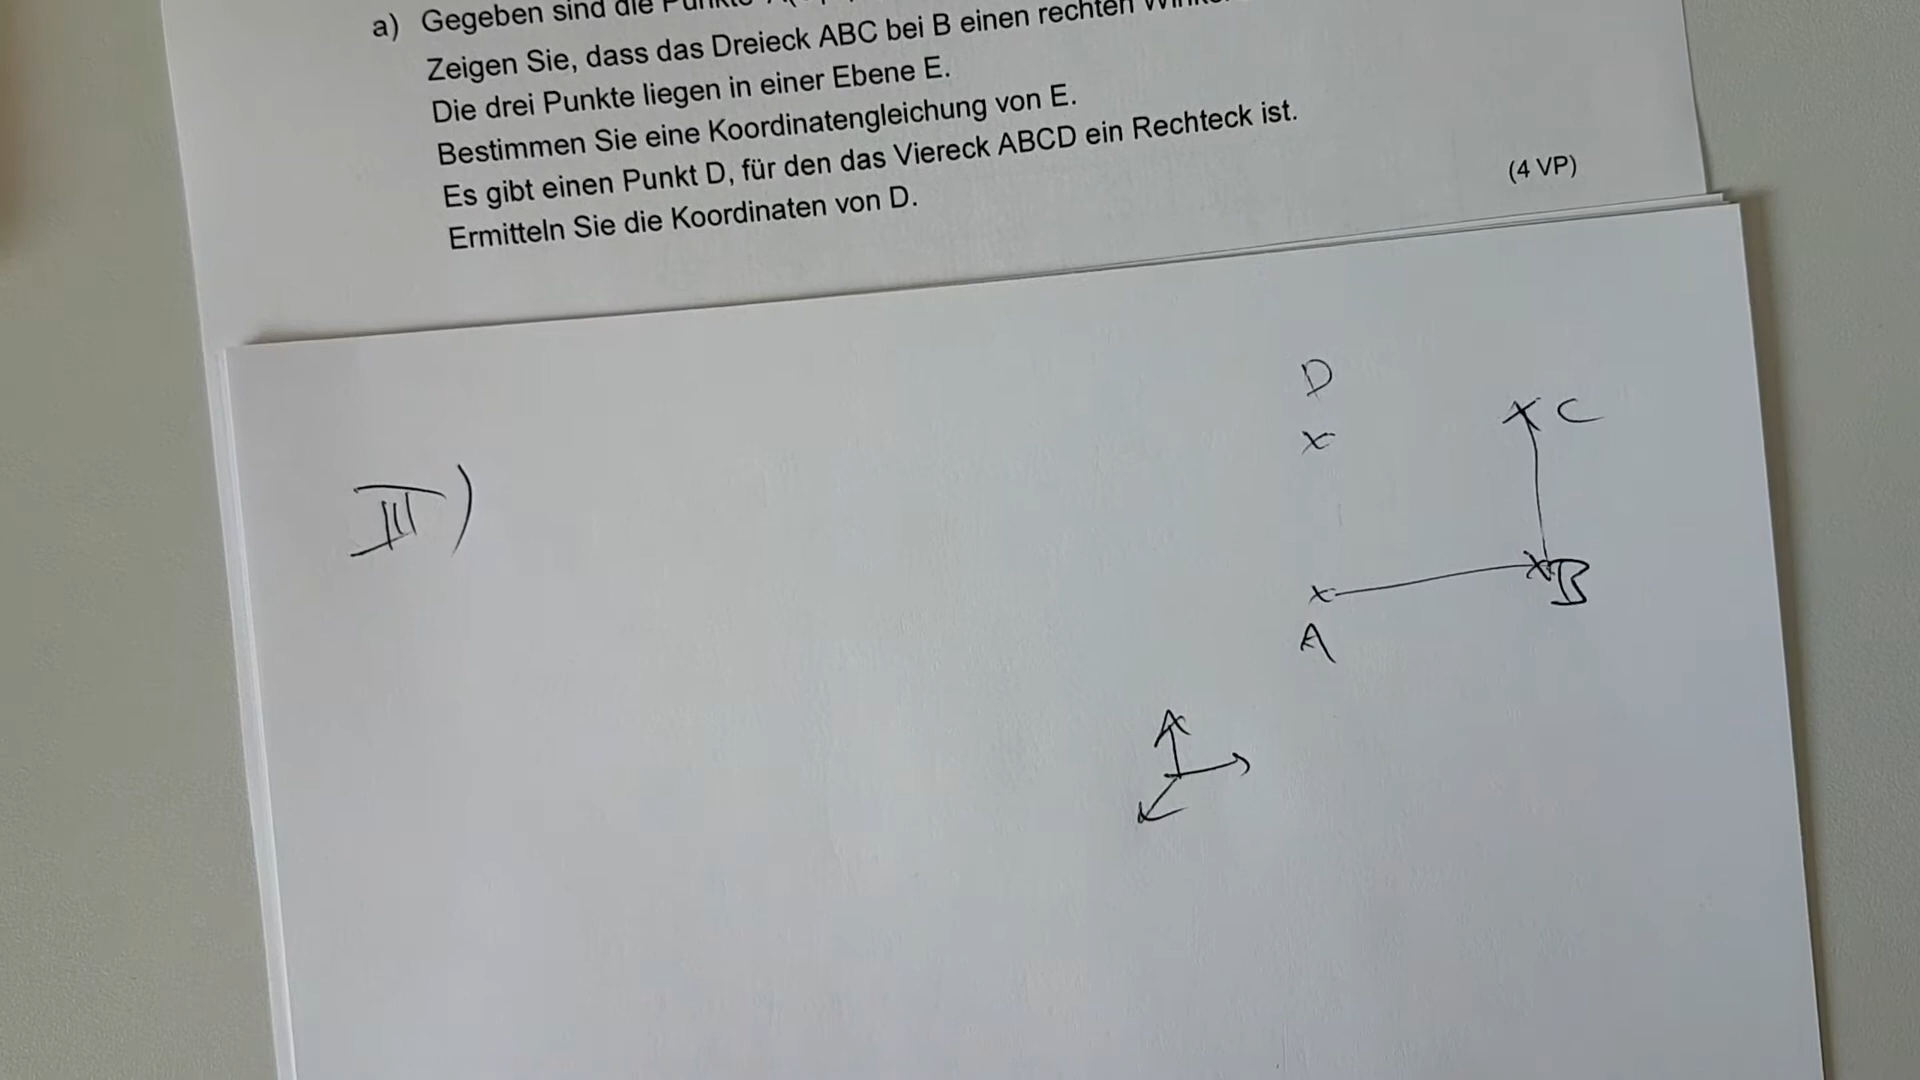 a) Gegeben sind die Punkte
Zeigen Sie, dass das Dreieck ABC bei B einen rechten
Die drei Punkte liegen in einer Ebene E.
Bestimmen Sie eine Koordinatengleichung von E.
Es gibt einen Punkt D, für den das Viereck ABCD ein Rechteck ist.
Ermitteln Sie die Koordinaten von D.
(4 VP)
D
C
III)
B
A